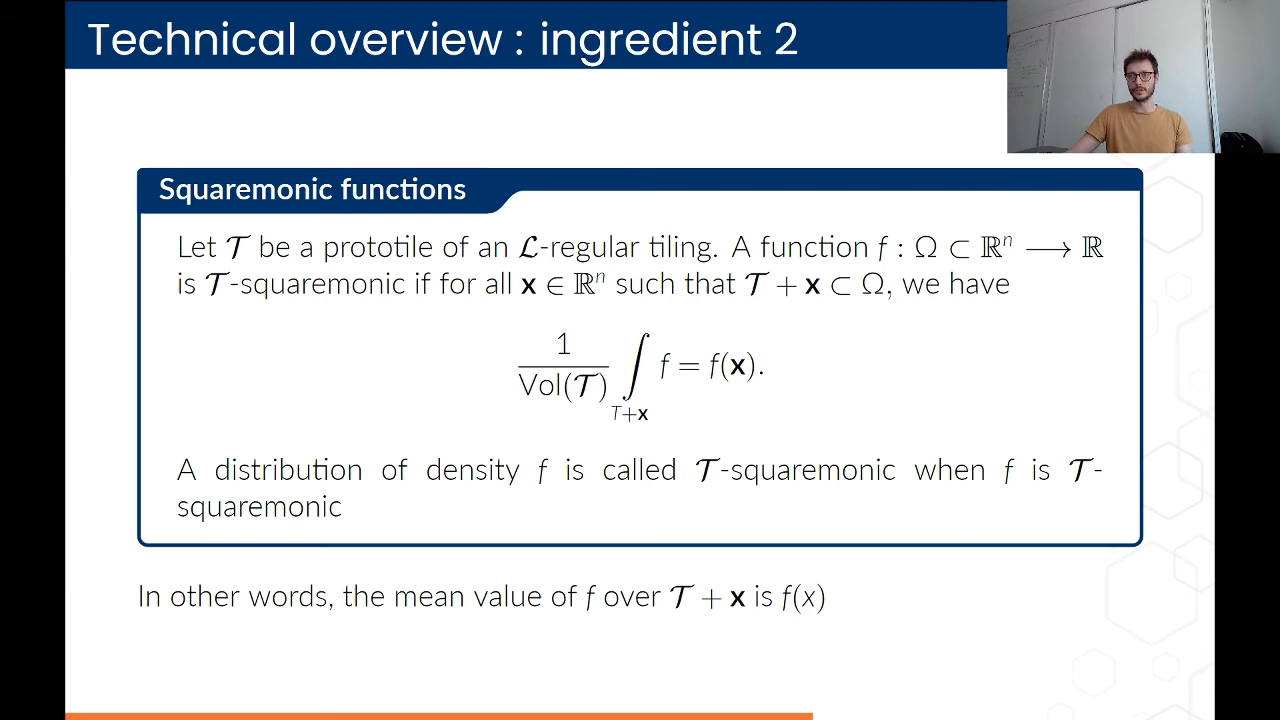 Technical overview : ingredient 2
Squaremonic functions
Let 𝓣 be a prototile of an 𝓛-regular tiling. A function f : Ω ⊂ ℝⁿ ⟶ ℝ
is 𝓣-squaremonic if for all 𝐱 ∈ ℝⁿ such that 𝓣 + 𝐱 ⊂ Ω, we have
1/Vol(𝓣) ∫_{T+𝐱} f = f(𝐱).
A distribution of density f is called 𝓣-squaremonic when f is 𝓣-
squaremonic
In other words, the mean value of f over 𝓣 + 𝐱 is f(x)